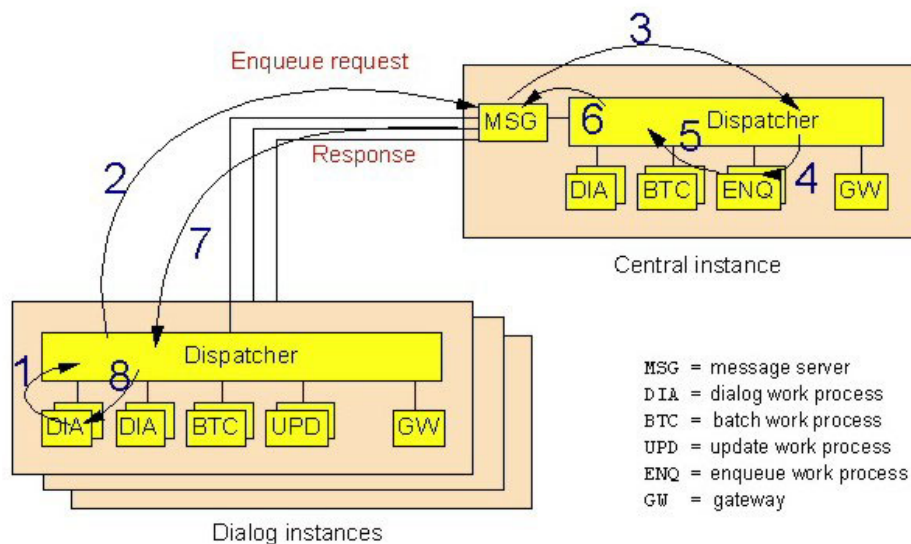 3
Enqueue request
MSG
6
Dispatcher
5
Response
2
4
DIA
BTC
ENQ
GW
7
Central instance
Dispatcher
1
8
DIA
DIA
BTC
UPD
GW
MSG = message server
DIA = dialog work process
BTC = batch work process
UPD = update work process
ENQ = enqueue work process
GW = gateway
Dialog instances